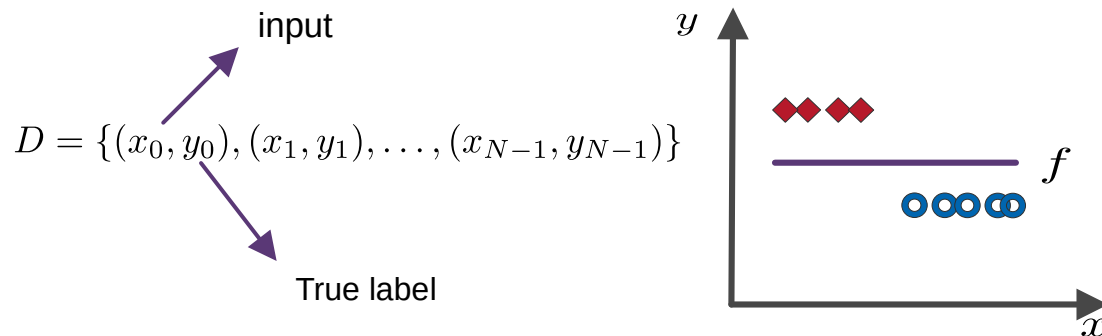 input
D = {(x_0, y_0), (x_1, y_1), . . . , (x_{N−1}, y_{N−1})}
True label
y
f
x